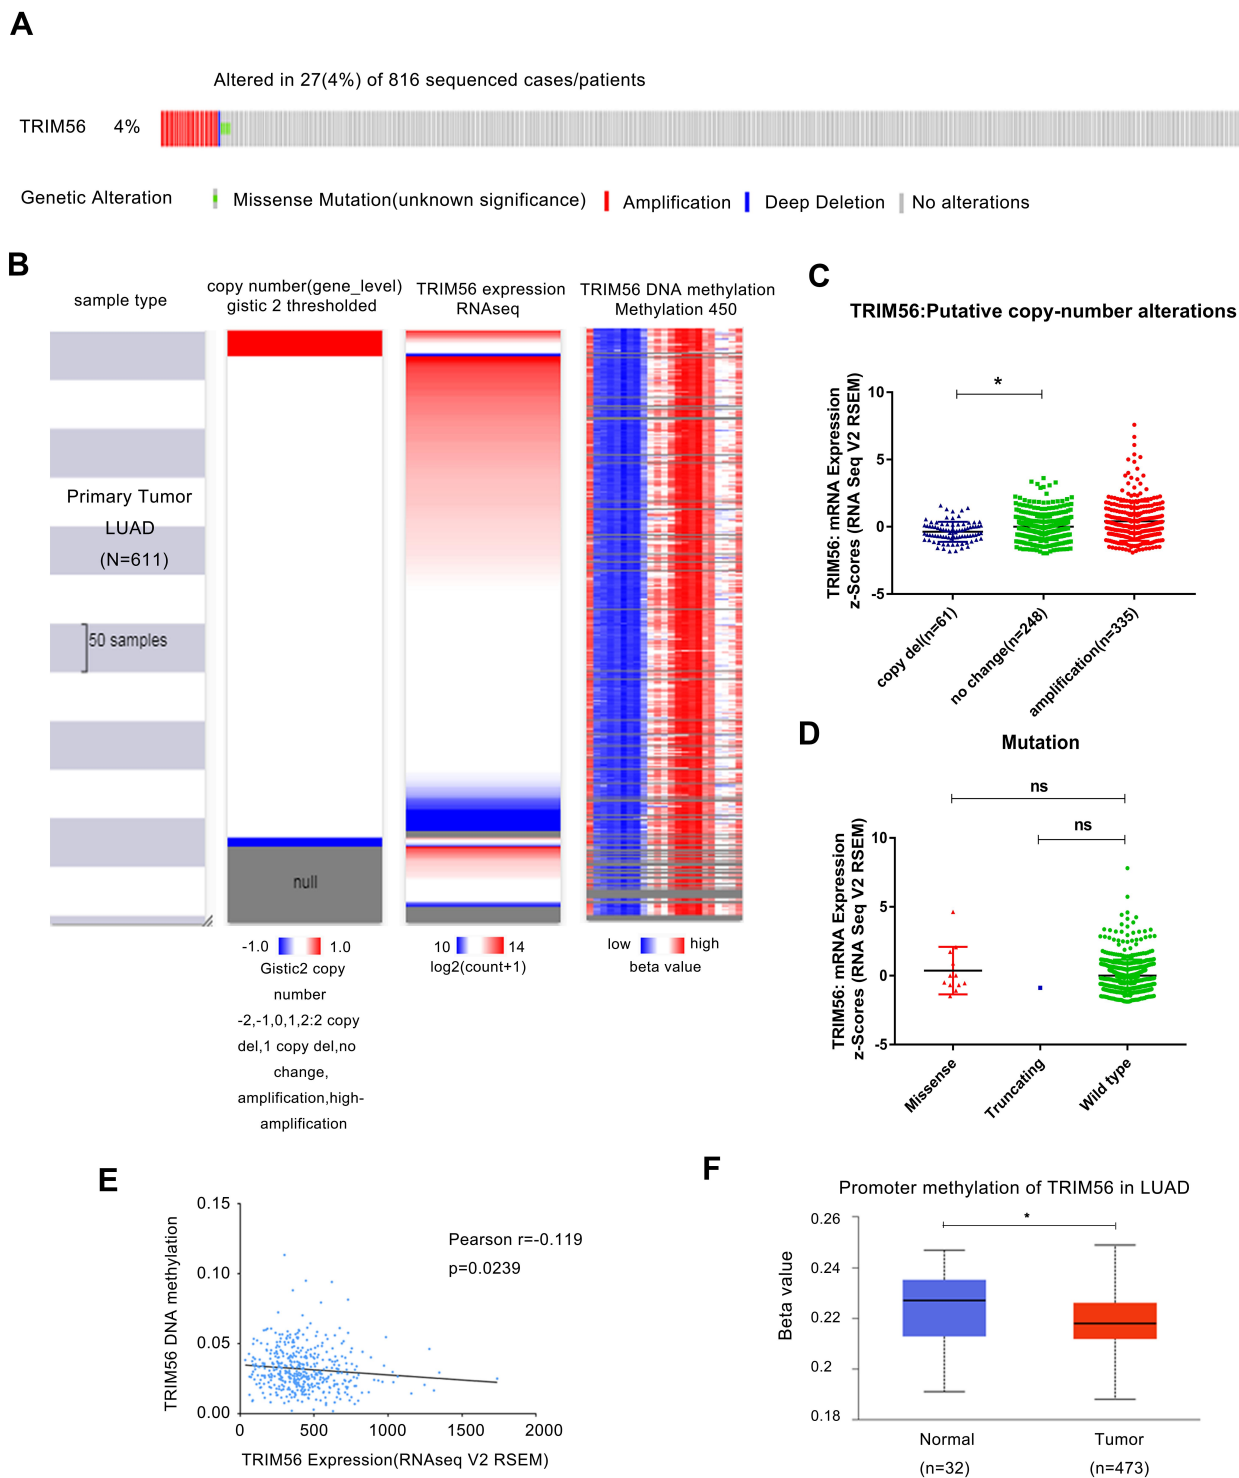 A
Altered in 27(4%) of 816 sequenced cases/patients
TRIM56 4%
Genetic Alteration Missense Mutation(unknown significance) Amplification Deep Deletion No alterations
B
sample type
copy number(gene_level)
gistic 2 thresholded
TRIM56 expression
RNAseq
TRIM56 DNA methylation
Methylation 450
Primary Tumor
LUAD
(N=611)
50 samples
null
-1.0 1.0
Gistic2 copy
number
-2,-1,0,1,2:2 copy
del,1 copy del,no
change,
amplification,high-
amplification
10 14
log2(count+1)
low high
beta value
C
TRIM56:Putative copy-number alterations
TRIM56: mRNA Expression
z-Scores (RNA Seq V2 RSEM)
10
5
0
-5
*
copy del(n=61)
no change(n=248)
amplification(n=335)
D
Mutation
TRIM56: mRNA Expression
z-Scores (RNA Seq V2 RSEM)
10
5
0
-5
ns
ns
Missense
Truncating
Wild type
E
TRIM56 DNA methylation
0.15
0.10
0.05
0.00
Pearson r=-0.119
p=0.0239
0 500 1000 1500 2000
TRIM56 Expression(RNAseq V2 RSEM)
F
Promoter methylation of TRIM56 in LUAD
Beta value
0.26
0.24
0.22
0.2
0.18
*
Normal
(n=32)
Tumor
(n=473)